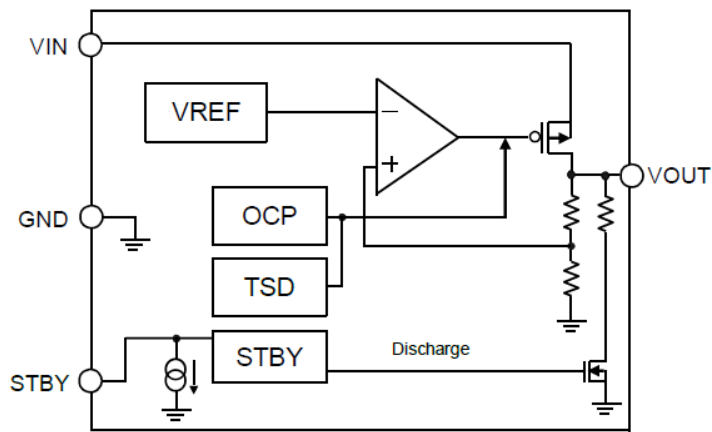 VIN
VREF
−
+
VOUT
OCP
GND
TSD
STBY
Discharge
STBY